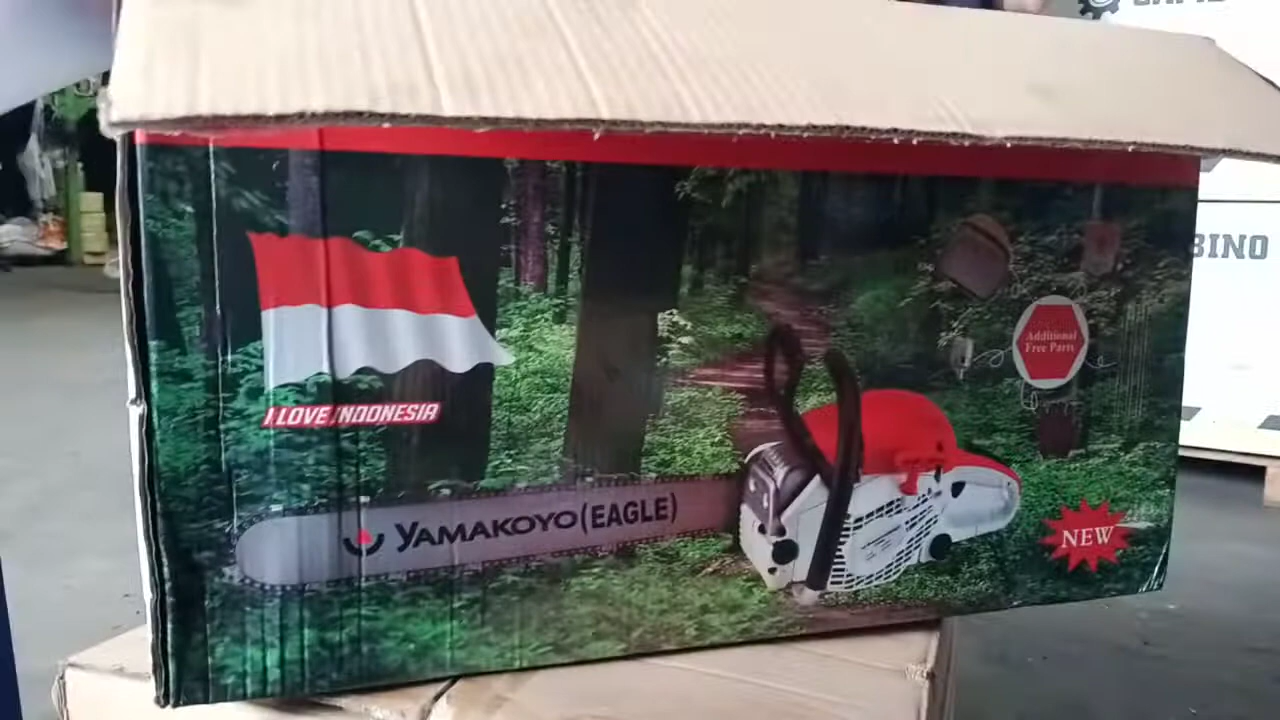 BINO
I LOVE INDONESIA
Additional
Free Parts
YAMAKOYO (EAGLE)
NEW